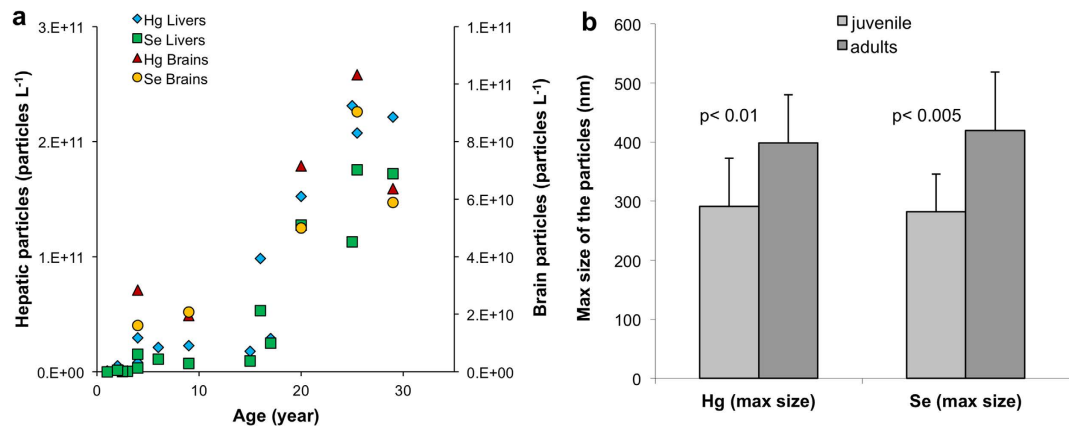 a
Hg Livers
Se Livers
Hg Brains
Se Brains
3.E+11
2.E+11
1.E+11
0.E+00
Hepatic particles (particles L⁻¹)
0
10
20
30
Age (year)
1.E+11
1.E+11
8.E+10
6.E+10
4.E+10
2.E+10
0.E+00
Brain particles (particles L⁻¹)
b
juvenile
adults
600
500
400
300
200
100
0
Max size of the particles (nm)
p< 0.01
p< 0.005
Hg (max size)
Se (max size)